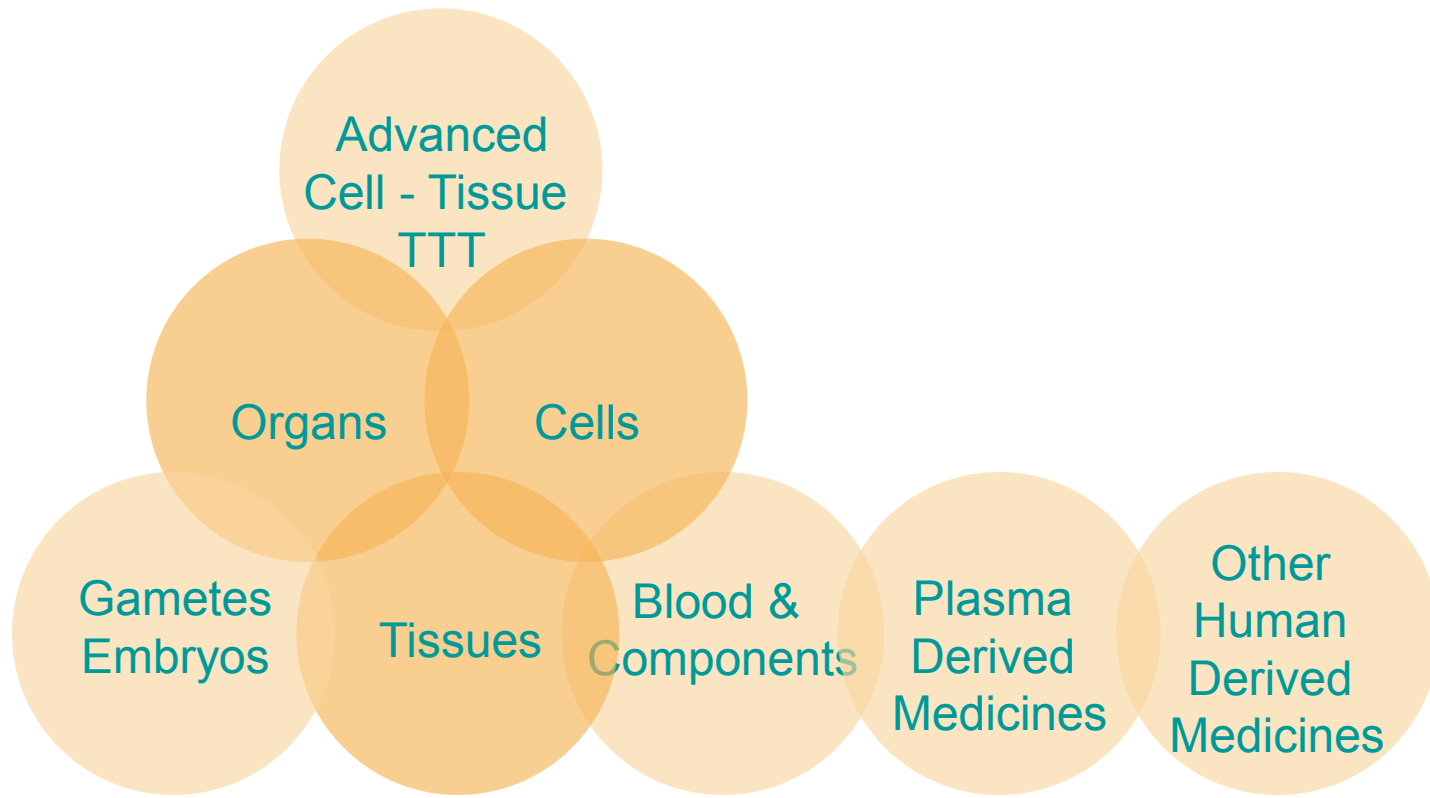 Advanced
Cell - Tissue
TTT
Organs
Cells
Gametes
Embryos
Tissues
Blood &
Components
Plasma
Derived
Medicines
Other
Human
Derived
Medicines